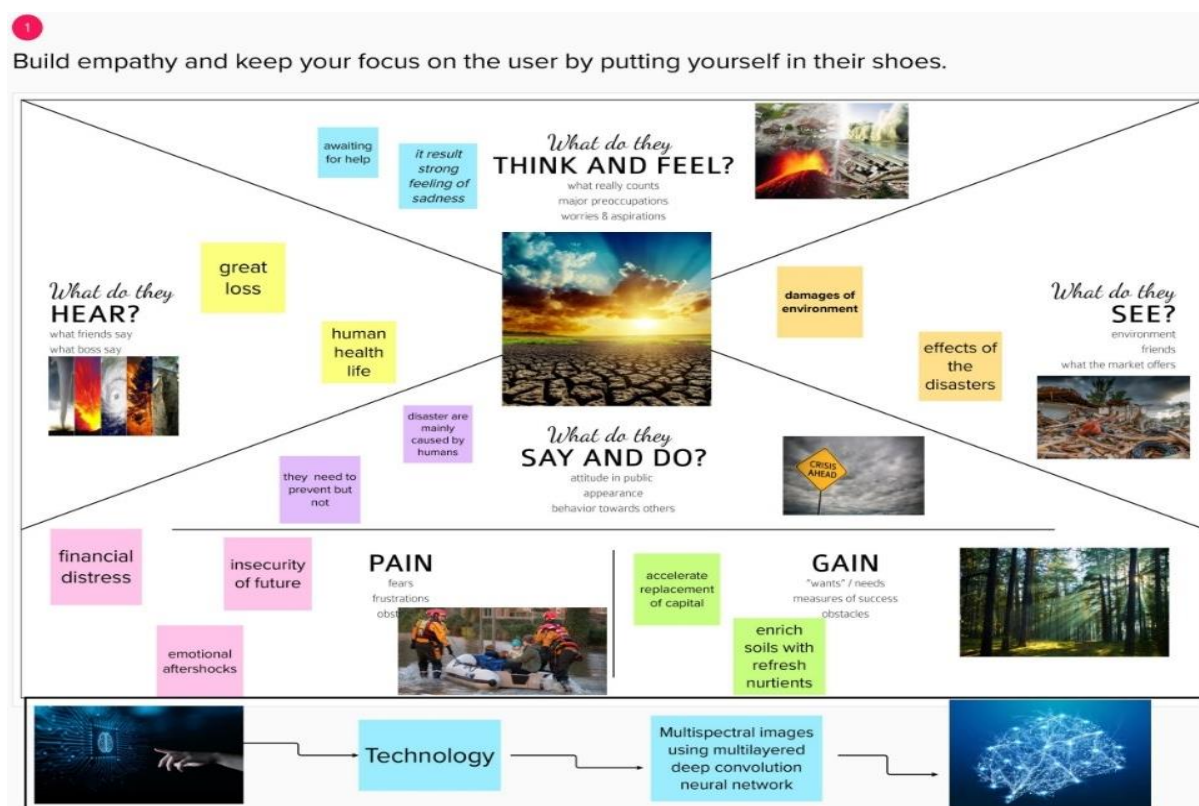 1
Build empathy and keep your focus on the user by putting yourself in their shoes.
awaiting
for help
it result
strong
feeling of
sadness
What do they
THINK AND FEEL?
what really counts
major preoccupations
worries & aspirations
great
loss
What do they
HEAR?
what friends say
what boss say
human
health
life
damages of
environment
What do they
SEE?
environment
friends
what the market offers
effects of
the
disasters
disaster are
mainly
caused by
humans
they need to
prevent but
not
What do they
SAY AND DO?
attitude in public
appearance
behavior towards others
CRISIS
AHEAD
financial
distress
insecurity
of future
emotional
aftershocks
PAIN
fears
frustrations
accelerate
replacement
of capital
enrich
soils with
refresh
nurtients
GAIN
"wants" / needs
measures of success
obstacles
Technology
Multispectral images
using multilayered
deep convolution
neural network